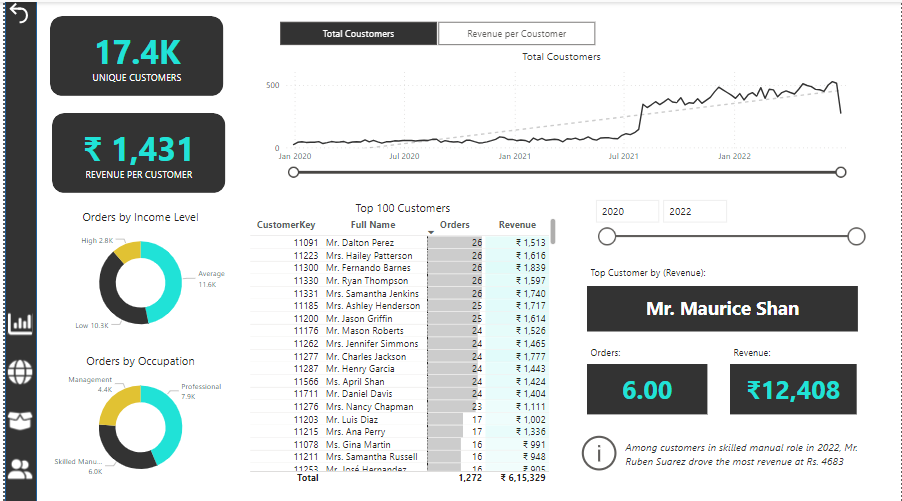 17.4K
UNIQUE CUSTOMERS
₹ 1,431
REVENUE PER CUSTOMER
Total Coustomers
Revenue per Coustomer
Total Coustomers
500
0
Jan 2020
Jul 2020
Jan 2021
Jul 2021
Jan 2022
Orders by Income Level
High 2.8K
Average
11.6K
Low 10.3K
Orders by Occupation
Management
4.4K
Professional
7.9K
Skilled Manu...
6.0K
Top 100 Customers
CustomerKey Full Name Orders Revenue
11091 Mr. Dalton Perez 26 ₹ 1,513
11223 Mrs. Hailey Patterson 26 ₹ 1,616
11300 Mr. Fernando Barnes 26 ₹ 1,839
11330 Mr. Ryan Thompson 26 ₹ 1,597
11331 Mrs. Samantha Jenkins 26 ₹ 1,740
11185 Mrs. Ashley Henderson 25 ₹ 1,717
11200 Mr. Jason Griffin 25 ₹ 1,614
11176 Mr. Mason Roberts 24 ₹ 1,526
11262 Mrs. Jennifer Simmons 24 ₹ 1,465
11277 Mr. Charles Jackson 24 ₹ 1,777
11287 Mr. Henry Garcia 24 ₹ 1,443
11566 Ms. April Shan 24 ₹ 1,424
11711 Mr. Daniel Davis 24 ₹ 1,404
11276 Mrs. Nancy Chapman 23 ₹ 1,111
11203 Mr. Luis Diaz 17 ₹ 1,002
11215 Mrs. Ana Perry 17 ₹ 1,336
11078 Ms. Gina Martin 16 ₹ 991
11211 Mrs. Samantha Russell 16 ₹ 948
11253 Mr. José Hernandez 16 ₹ 905
Total 1,272 ₹ 6,15,329
2020
2022
Top Customer by (Revenue):
Mr. Maurice Shan
Orders:
6.00
Revenue:
₹12,408
Among customers in skilled manual role in 2022, Mr.
Ruben Suarez drove the most revenue at Rs. 4683